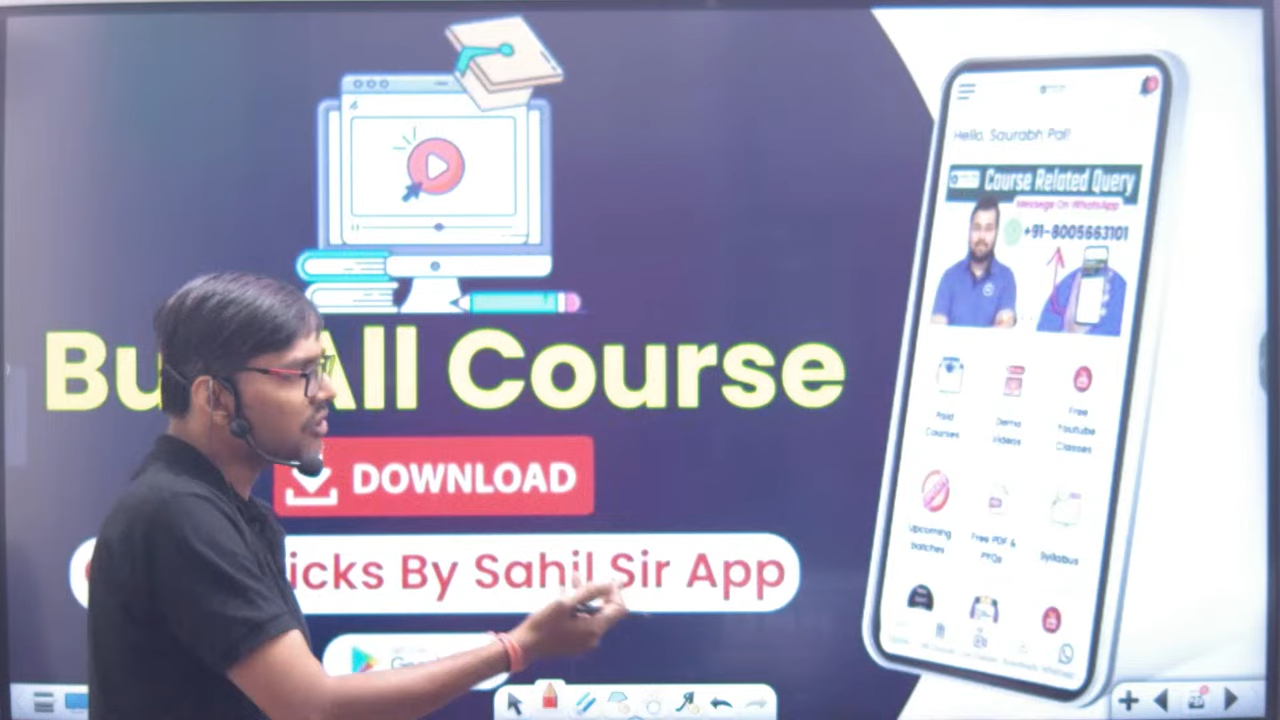 Hello, Saurabh Pal!
Course Related Query
Message On WhatsApp
+91-8005663101
Bu All Course
DOWNLOAD
icks By Sahil Sir App
Paid Courses
Demo Videos
Free Youtube Classes
Upcoming batches
Free PDF & PYQs
Syllabus